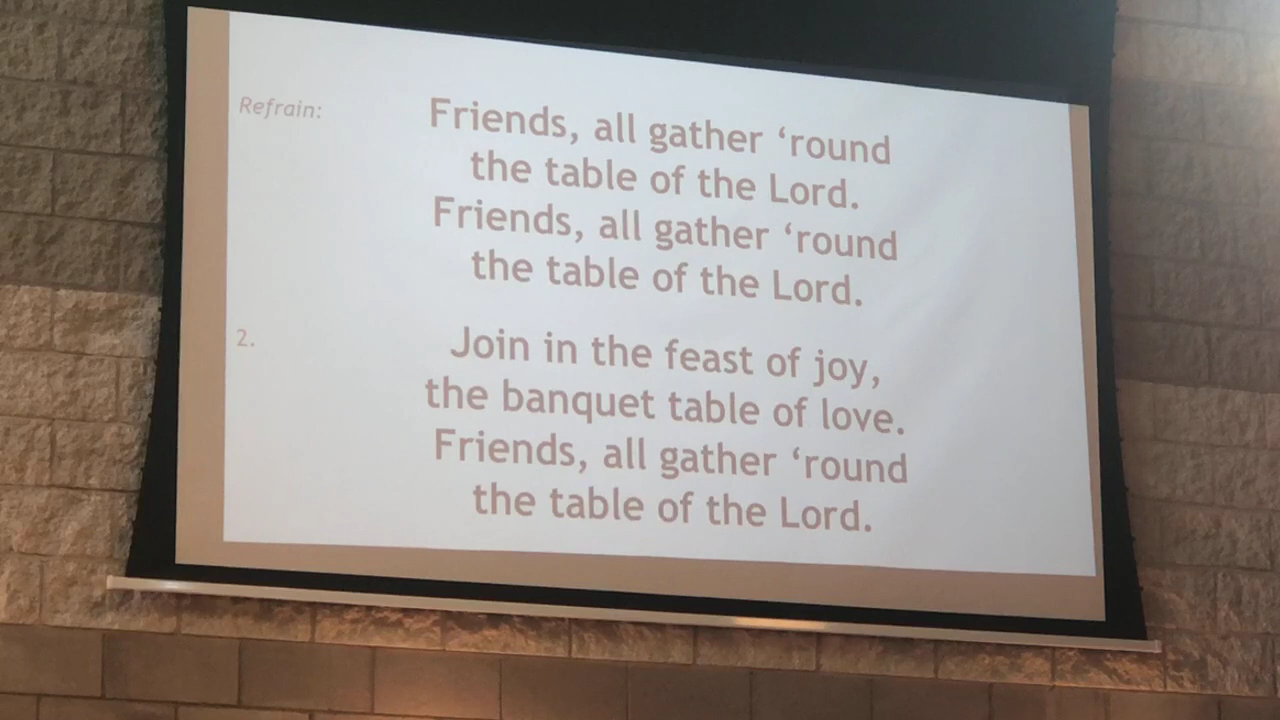 Refrain:
Friends, all gather ‘round
the table of the Lord.
Friends, all gather ‘round
the table of the Lord.
2.
Join in the feast of joy,
the banquet table of love.
Friends, all gather ‘round
the table of the Lord.